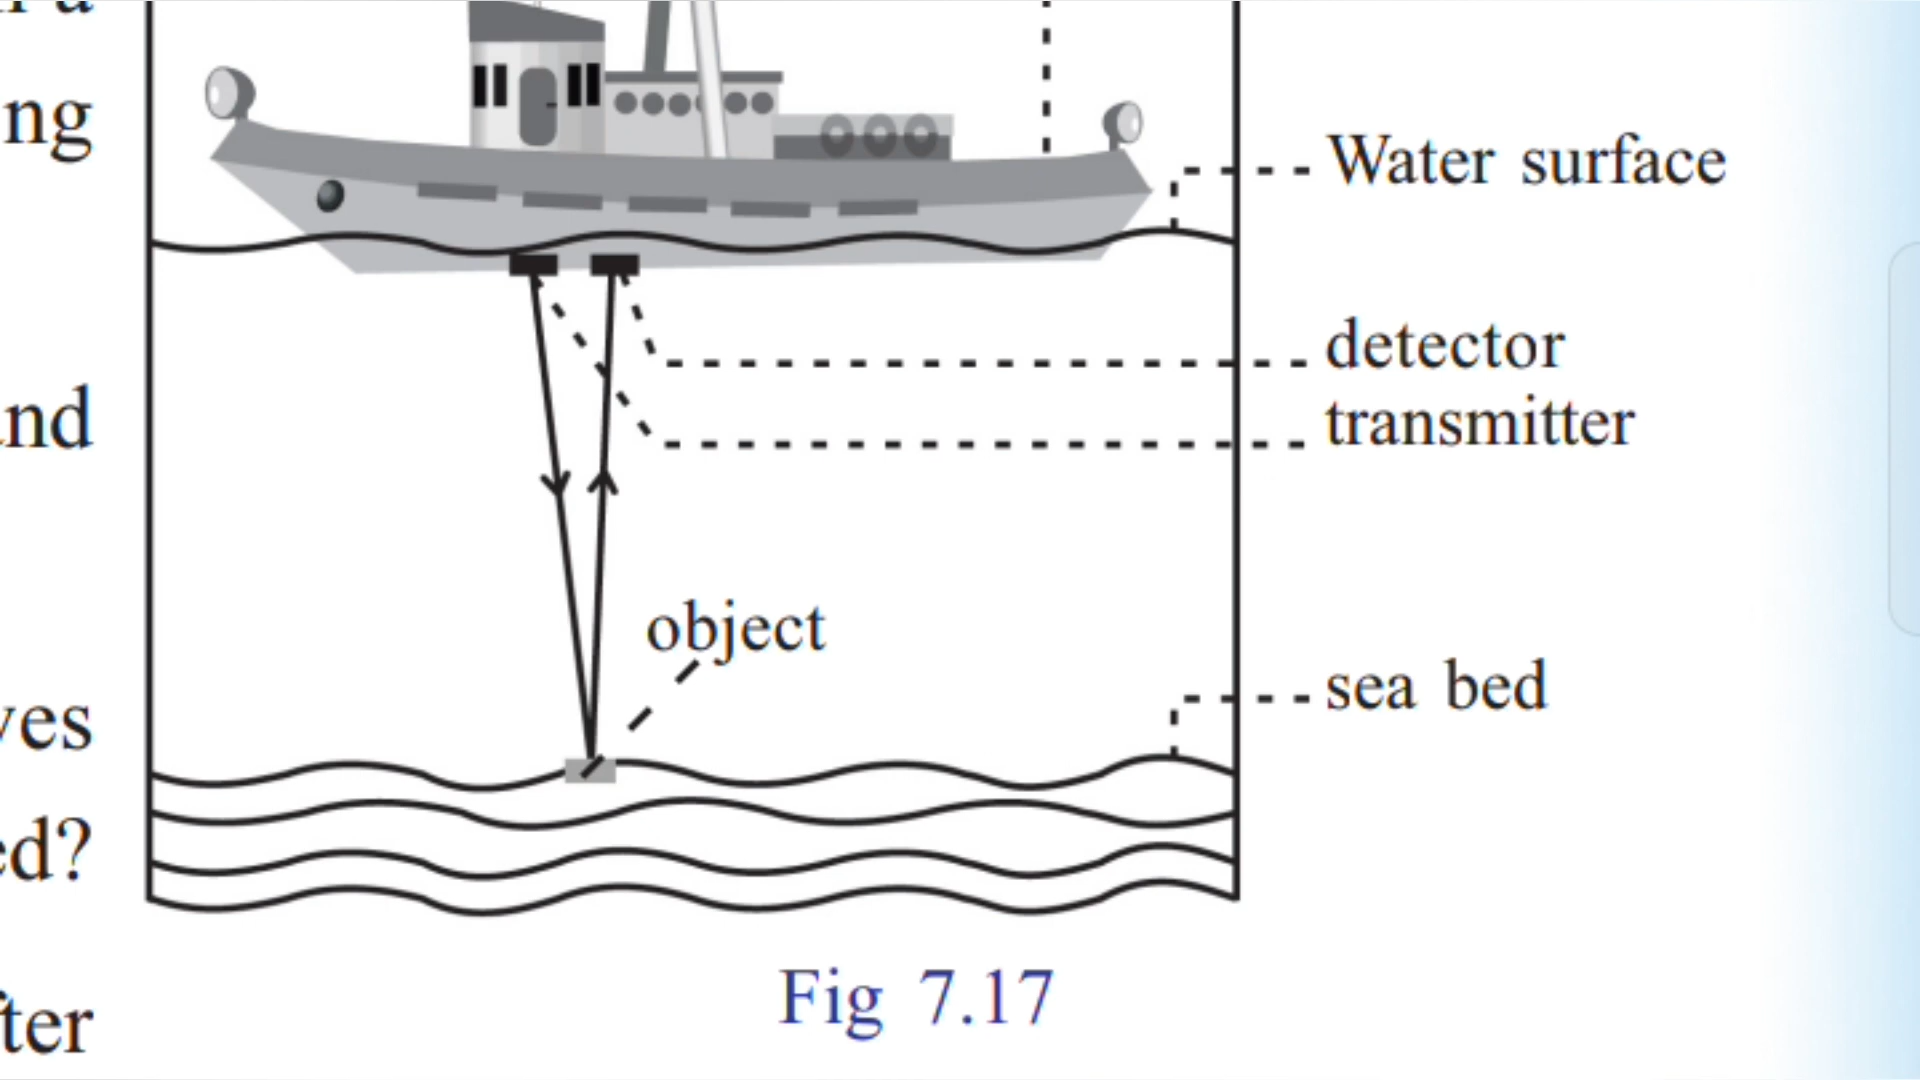 ng
Water surface
detector
nd
transmitter
object
sea bed
ves
ed?
Fig 7.17
fter